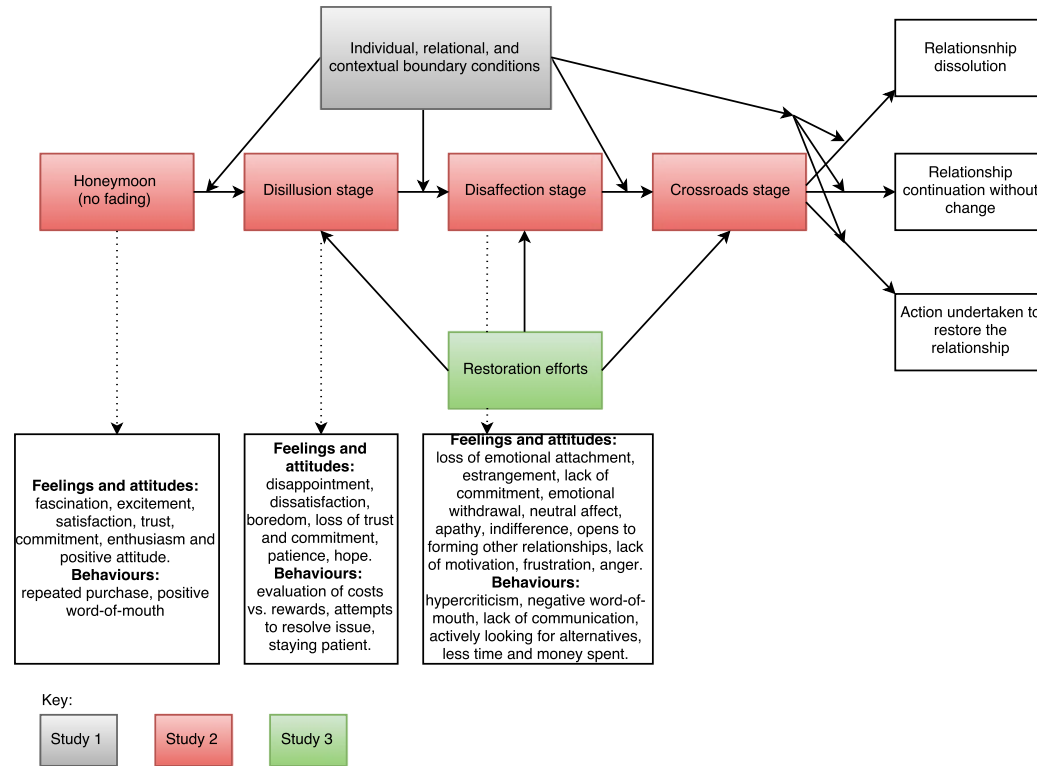 Individual, relational, and
contextual boundary conditions
Relationsnhip
dissolution
Honeymoon
(no fading)
Disillusion stage
Disaffection stage
Crossroads stage
Relationship
continuation without
change
Action undertaken to
restore the
relationship
Restoration efforts
Feelings and attitudes:
fascination, excitement,
satisfaction, trust,
commitment, enthusiasm and
positive attitude.
Behaviours:
repeated purchase, positive
word-of-mouth
Feelings and
attitudes:
disappointment,
dissatisfaction,
boredom, loss of trust
and commitment,
patience, hope.
Behaviours:
evaluation of costs
vs. rewards, attempts
to resolve issue,
staying patient.
Feelings and attitudes:
loss of emotional attachment,
estrangement, lack of
commitment, emotional
withdrawal, neutral affect,
apathy, indifference, opens to
forming other relationships, lack
of motivation, frustration, anger.
Behaviours:
hypercriticism, negative word-of-
mouth, lack of communication,
actively looking for alternatives,
less time and money spent.
Key:
Study 1
Study 2
Study 3